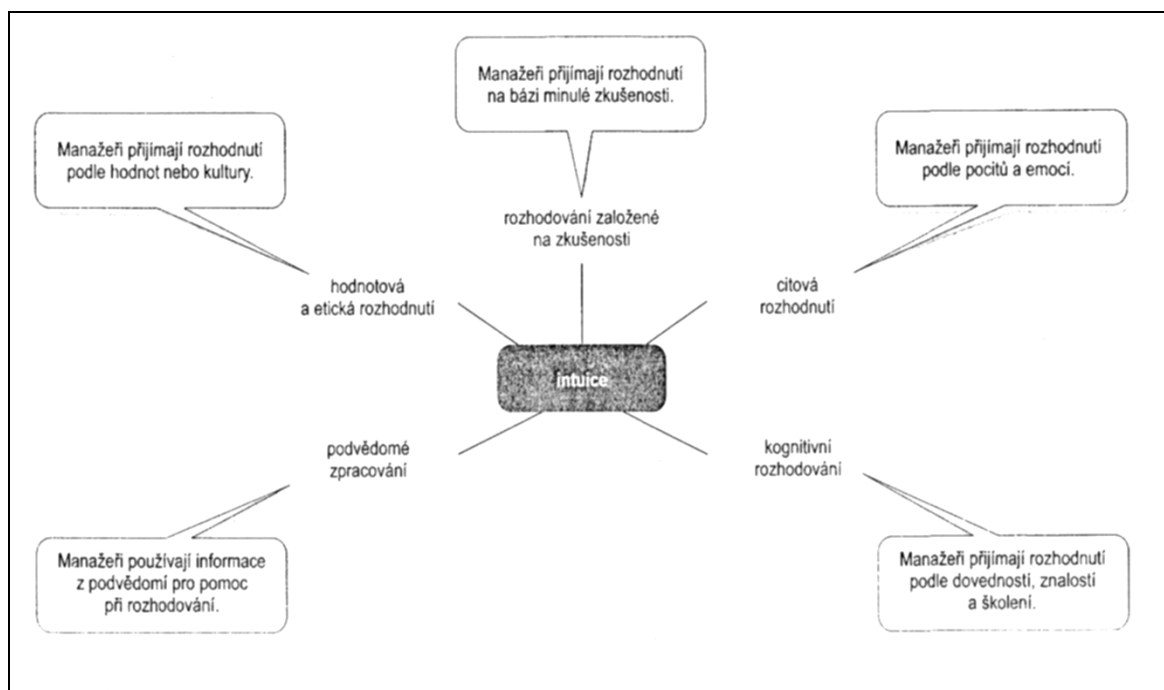 Manažeři přijímají rozhodnutí
na bázi minulé zkušenosti.
Manažeři přijímají rozhodnutí
podle hodnot nebo kultury.
Manažeři přijímají rozhodnutí
podle pocitů a emocí.
rozhodování založené
na zkušenosti
hodnotová
a etická rozhodnutí
citová
rozhodnutí
intuice
podvědomé
zpracování
kognitivní
rozhodování
Manažeři používají informace
z podvědomí pro pomoc
při rozhodování.
Manažeři přijímají rozhodnutí
podle dovedností, znalostí
a školení.